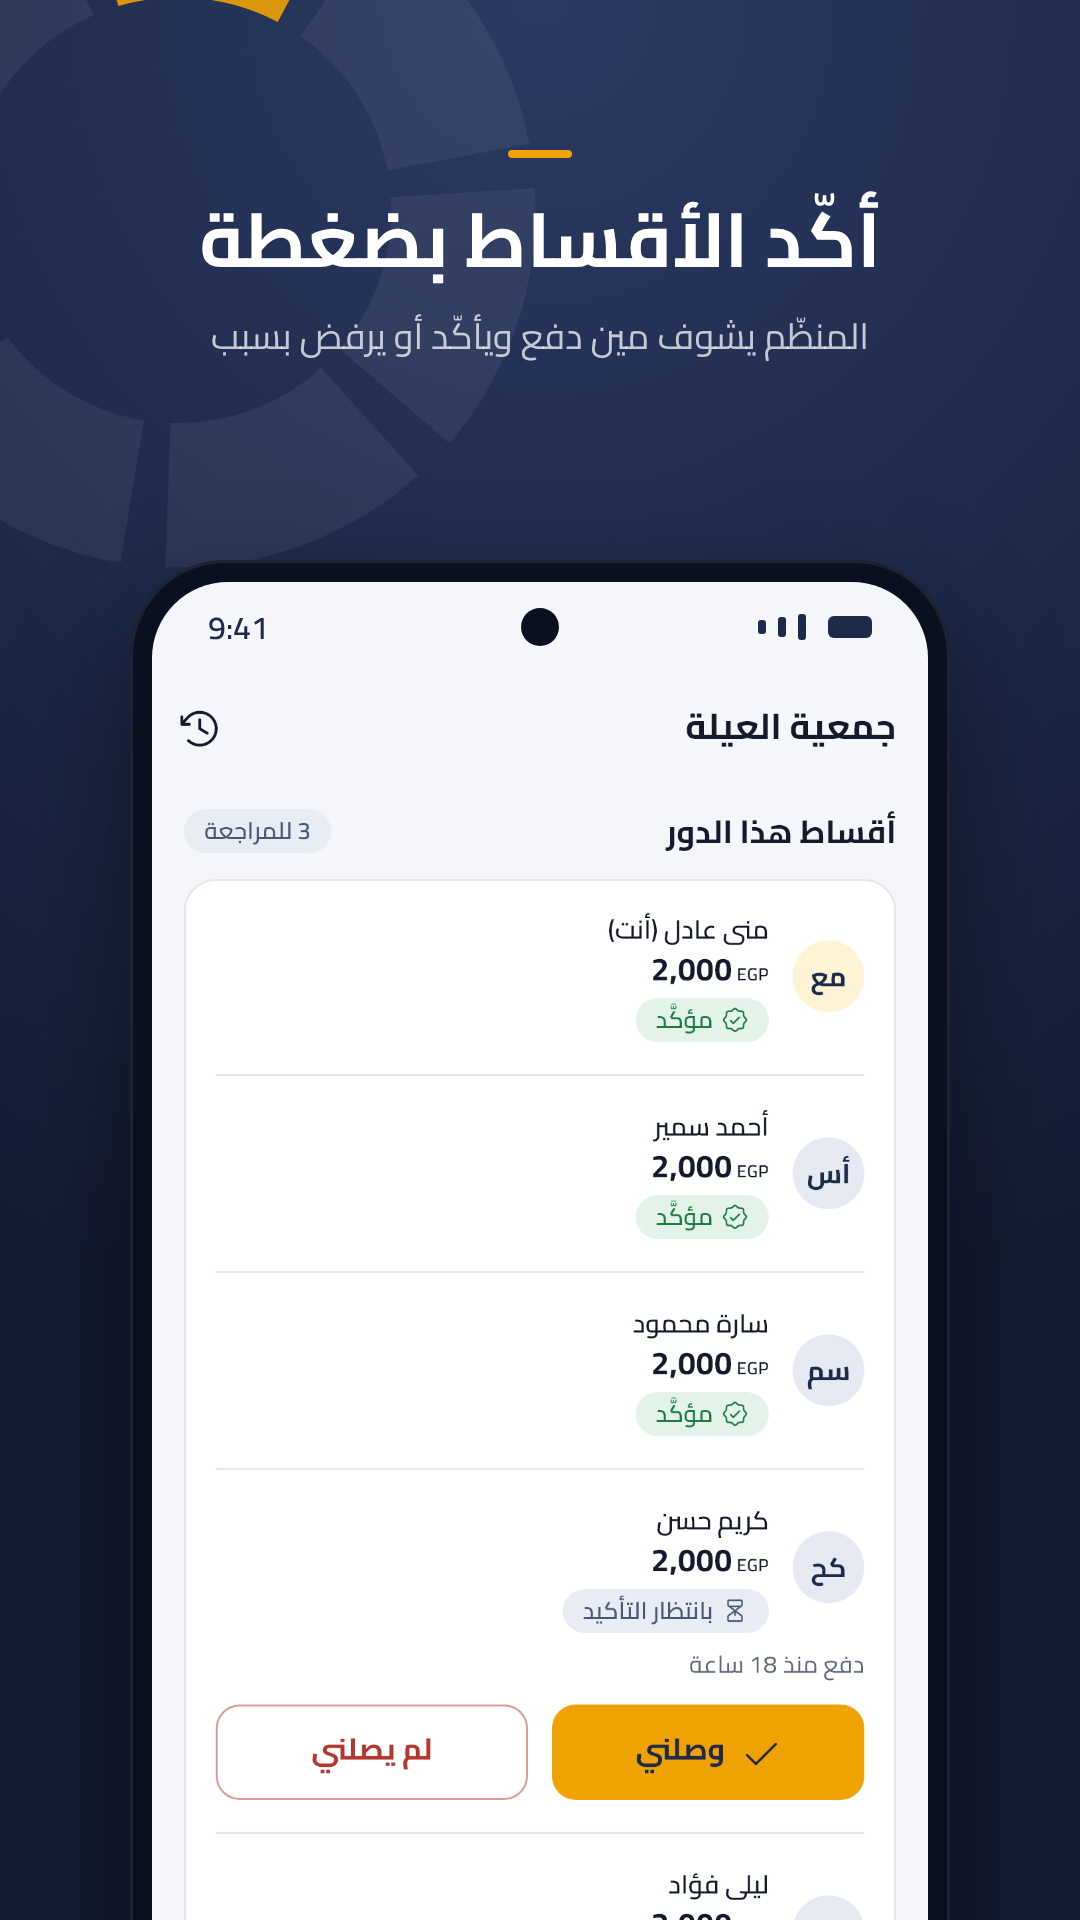 أكّد الأقساط بضغطة
المنظّم يشوف مين دفع ويأكّد أو يرفض بسبب
9:41
جمعية العيلة
أقساط هذا الدور
3 للمراجعة
مع
منى عادل (أنت)
2,000 EGP
مؤكَّد
أس
أحمد سمير
2,000 EGP
مؤكَّد
سم
سارة محمود
2,000 EGP
مؤكَّد
كح
كريم حسن
2,000 EGP
بانتظار التأكيد
دفع منذ 18 ساعة
وصلني
لم يصلني
ليلى فؤاد